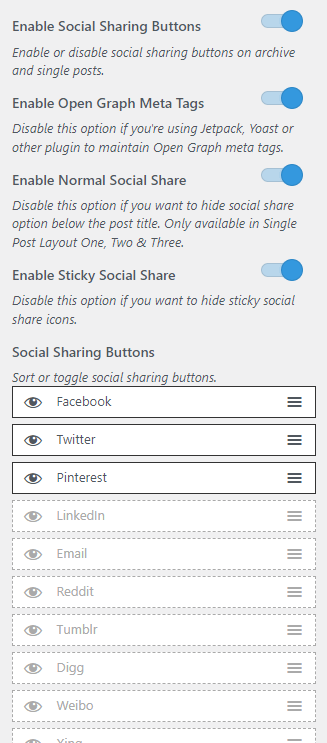 Enable Social Sharing Buttons
Enable or disable social sharing buttons on archive
and single posts.
Enable Open Graph Meta Tags
Disable this option if you're using Jetpack, Yoast or
other plugin to maintain Open Graph meta tags.
Enable Normal Social Share
Disable this option if you want to hide social share
option below the post title. Only available in Single
Post Layout One, Two & Three.
Enable Sticky Social Share
Disable this option if you want to hide sticky social
share icons.
Social Sharing Buttons
Sort or toggle social sharing buttons.
Facebook
Twitter
Pinterest
LinkedIn
Email
Reddit
Tumblr
Digg
Weibo
Xing